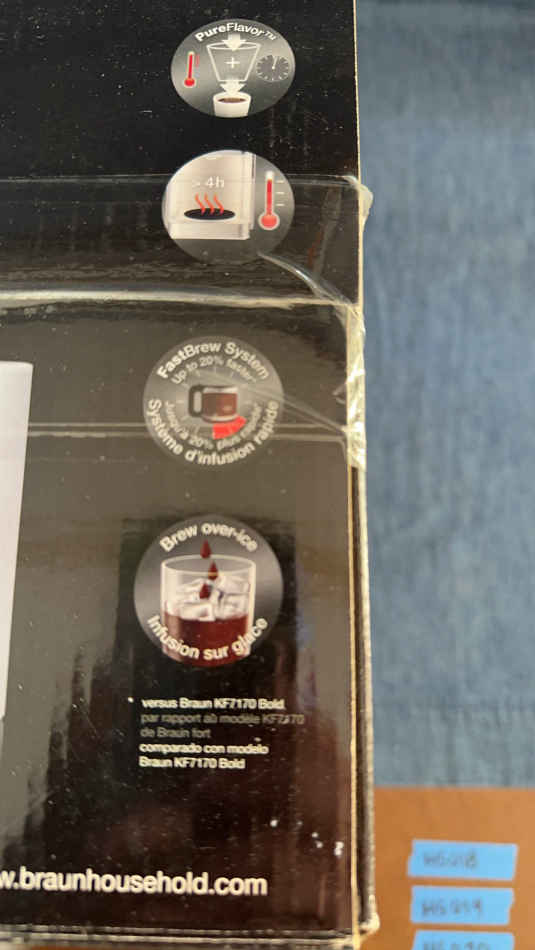 PureFlavor™
> 4h
FastBrew System
Up to 20% faster*
Jusqu'à 20% plus rapide*
Système d'infusion rapide
Brew over-ice
Infusion sur glace
versus Braun KF7170 Bold
par rapport aù modèle KF7170
de Braun fort
comparado con modelo
Braun KF7170 Bold
w.braunhousehold.com